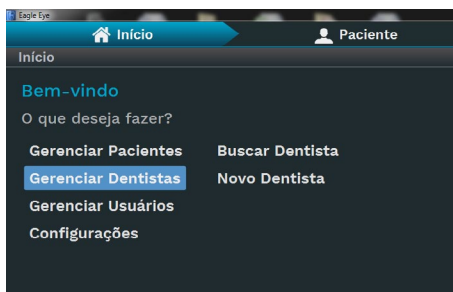 Eagle Eye
Início
Paciente
Início
Bem-vindo
O que deseja fazer?
Gerenciar Pacientes
Buscar Dentista
Gerenciar Dentistas
Novo Dentista
Gerenciar Usuários
Configurações